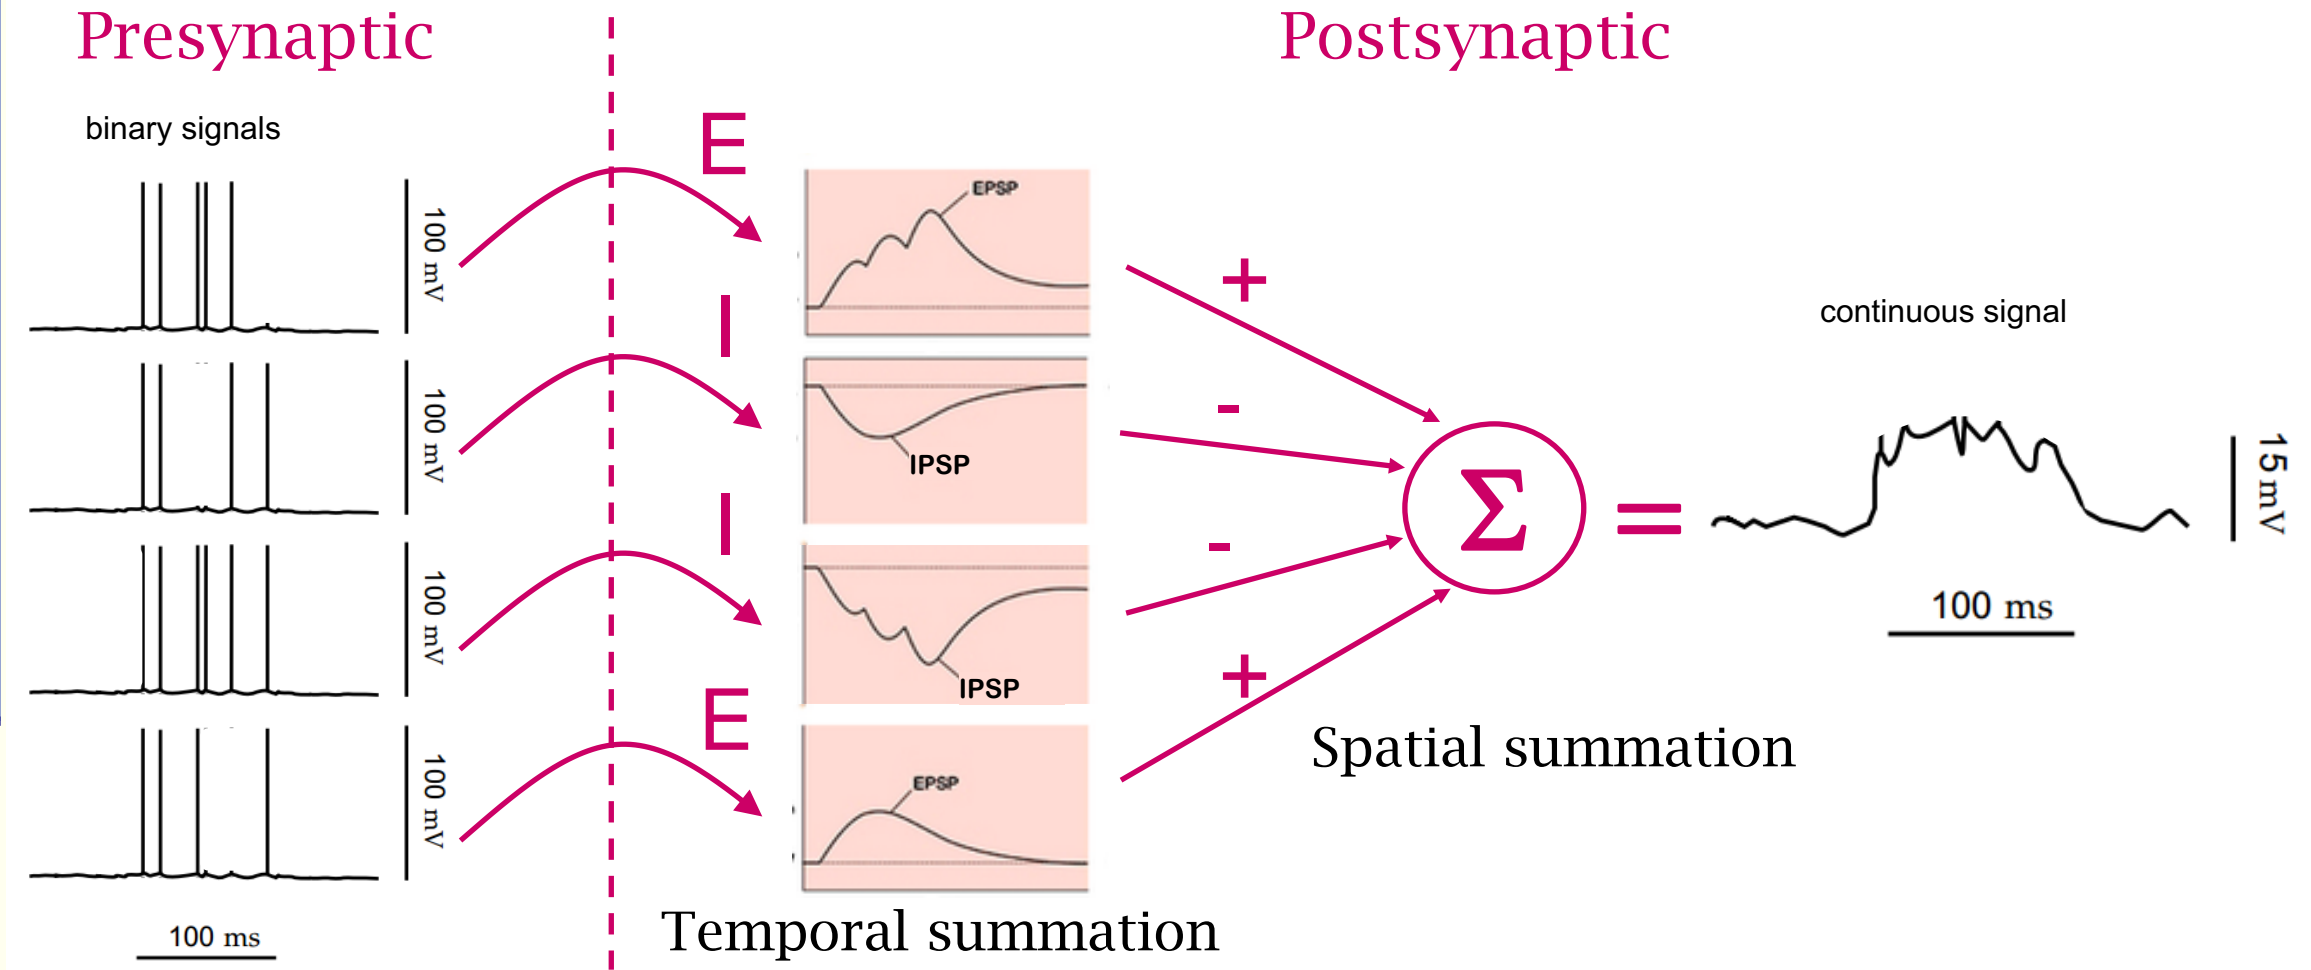 Presynaptic
Postsynaptic
binary signals
100 mV
100 mV
100 mV
100 mV
100 ms
E
I
I
E
EPSP
IPSP
IPSP
EPSP
Temporal summation
+
-
-
+
Σ
=
Spatial summation
continuous signal
15 mV
100 ms